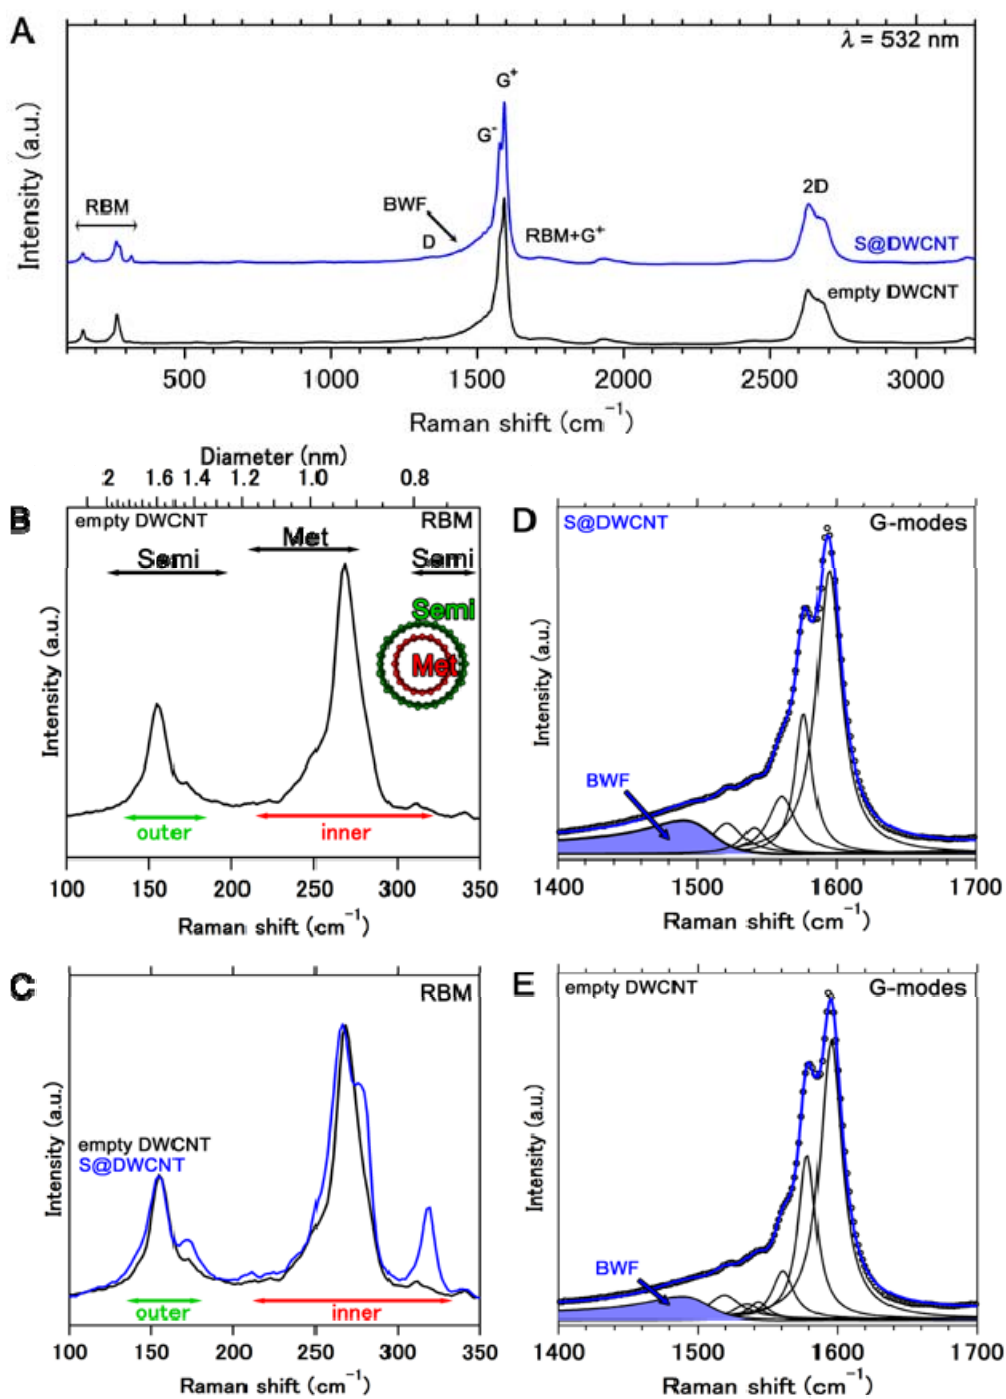 A
λ = 532 nm
G⁺
G⁻
RBM
BWF
D
RBM+G⁺
2D
S@DWCNT
empty DWCNT
Intensity (a.u.)
500 1000 1500 2000 2500 3000
Raman shift (cm⁻¹)
Diameter (nm)
2 1.6 1.4 1.2 1.0 0.8
B
empty DWCNT
RBM
Semi
Met
Semi
Semi
Met
outer
inner
Intensity (a.u.)
100 150 200 250 300 350
Raman shift (cm⁻¹)
D
S@DWCNT
G-modes
BWF
Intensity (a.u.)
1400 1500 1600 1700
Raman shift (cm⁻¹)
C
RBM
empty DWCNT
S@DWCNT
outer
inner
Intensity (a.u.)
100 150 200 250 300 350
Raman shift (cm⁻¹)
E
empty DWCNT
G-modes
BWF
Intensity (a.u.)
1400 1500 1600 1700
Raman shift (cm⁻¹)